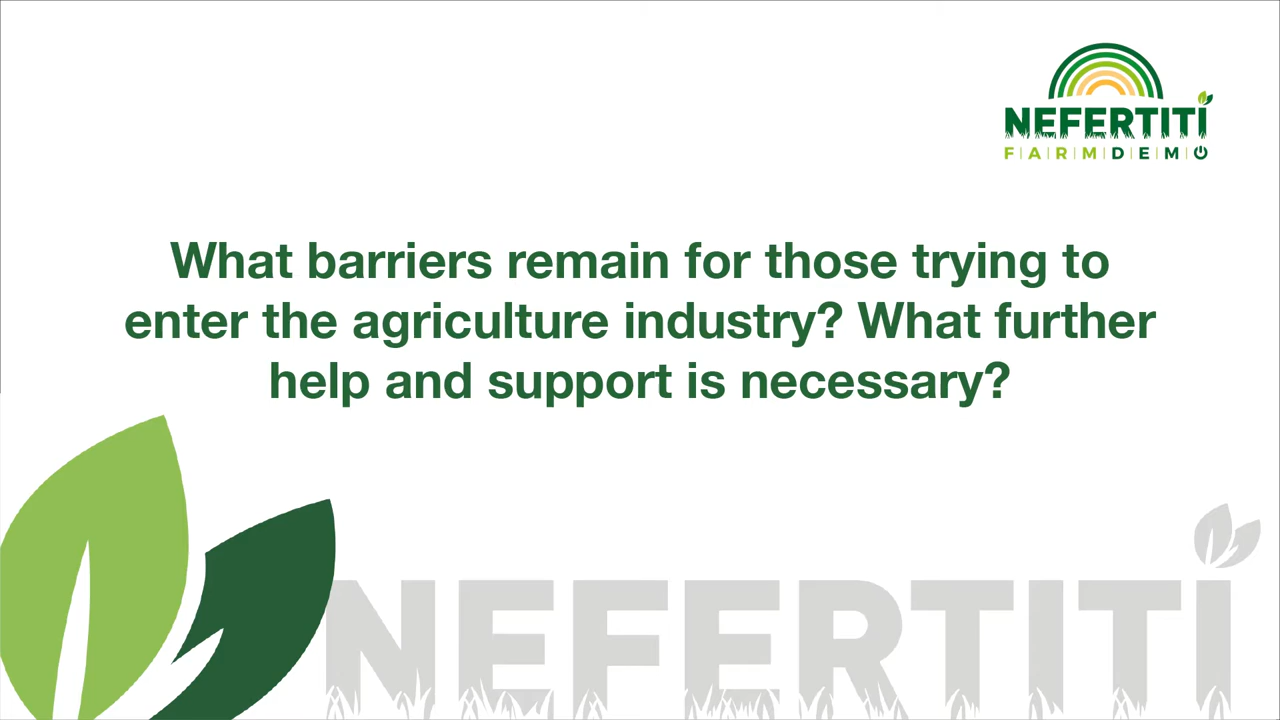 NEFERTITI
FARMDEMO
What barriers remain for those trying to
enter the agriculture industry? What further
help and support is necessary?
NEFERTITI